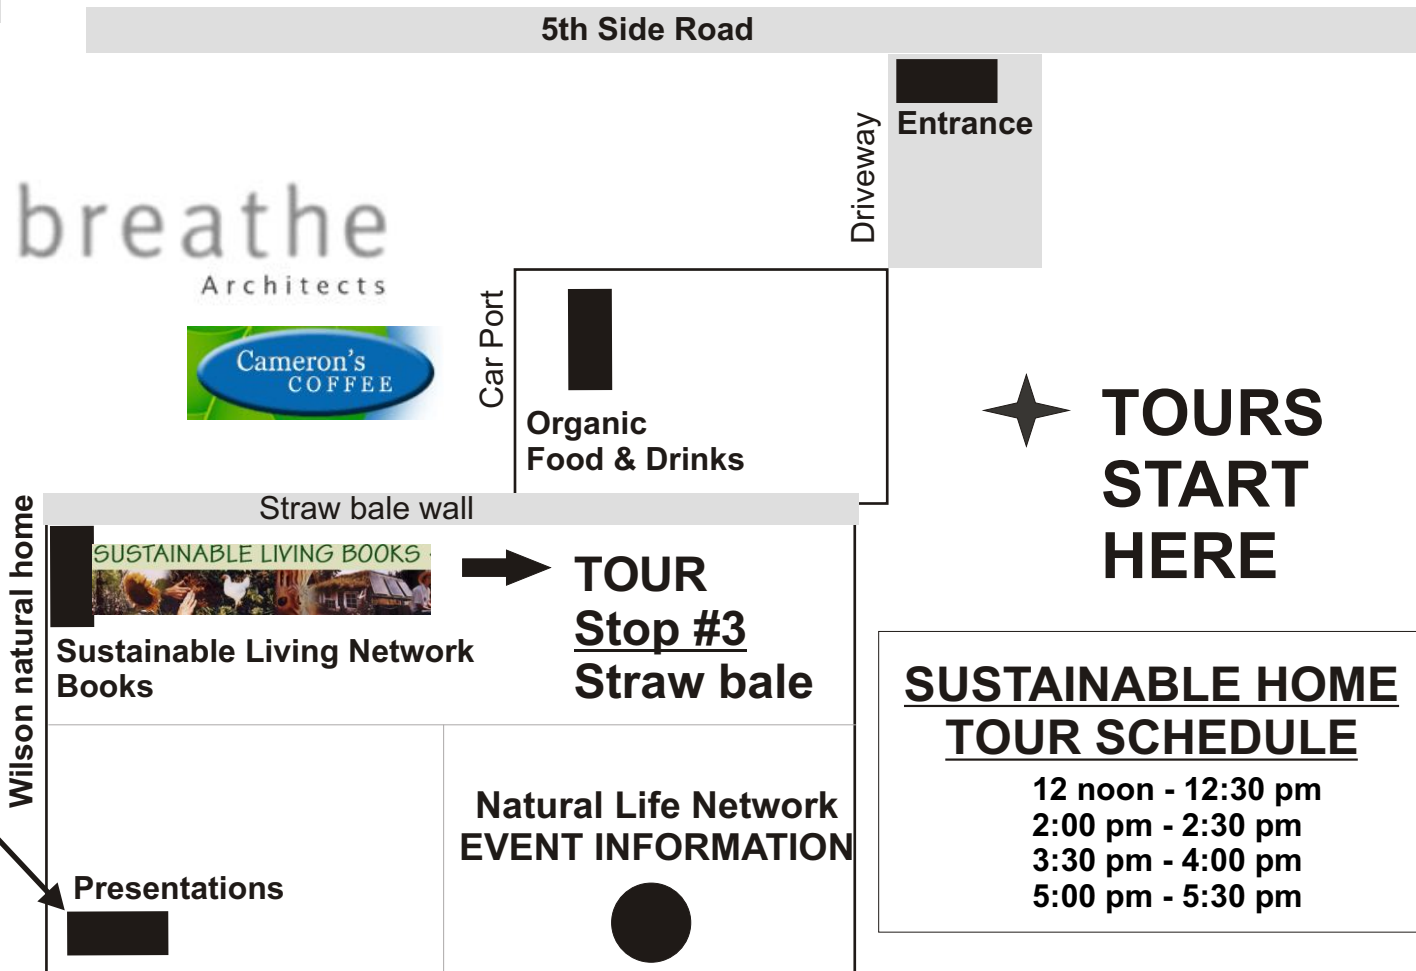 5th Side Road
Driveway
Entrance
breathe
Architects
Cameron's
COFFEE
Car Port
Organic
Food & Drinks
TOURS
START
HERE
Straw bale wall
Wilson natural home
SUSTAINABLE LIVING BOOKS
Sustainable Living Network
Books
TOUR
Stop #3
Straw bale
SUSTAINABLE HOME
TOUR SCHEDULE
12 noon - 12:30 pm
2:00 pm - 2:30 pm
3:30 pm - 4:00 pm
5:00 pm - 5:30 pm
Natural Life Network
EVENT INFORMATION
Presentations